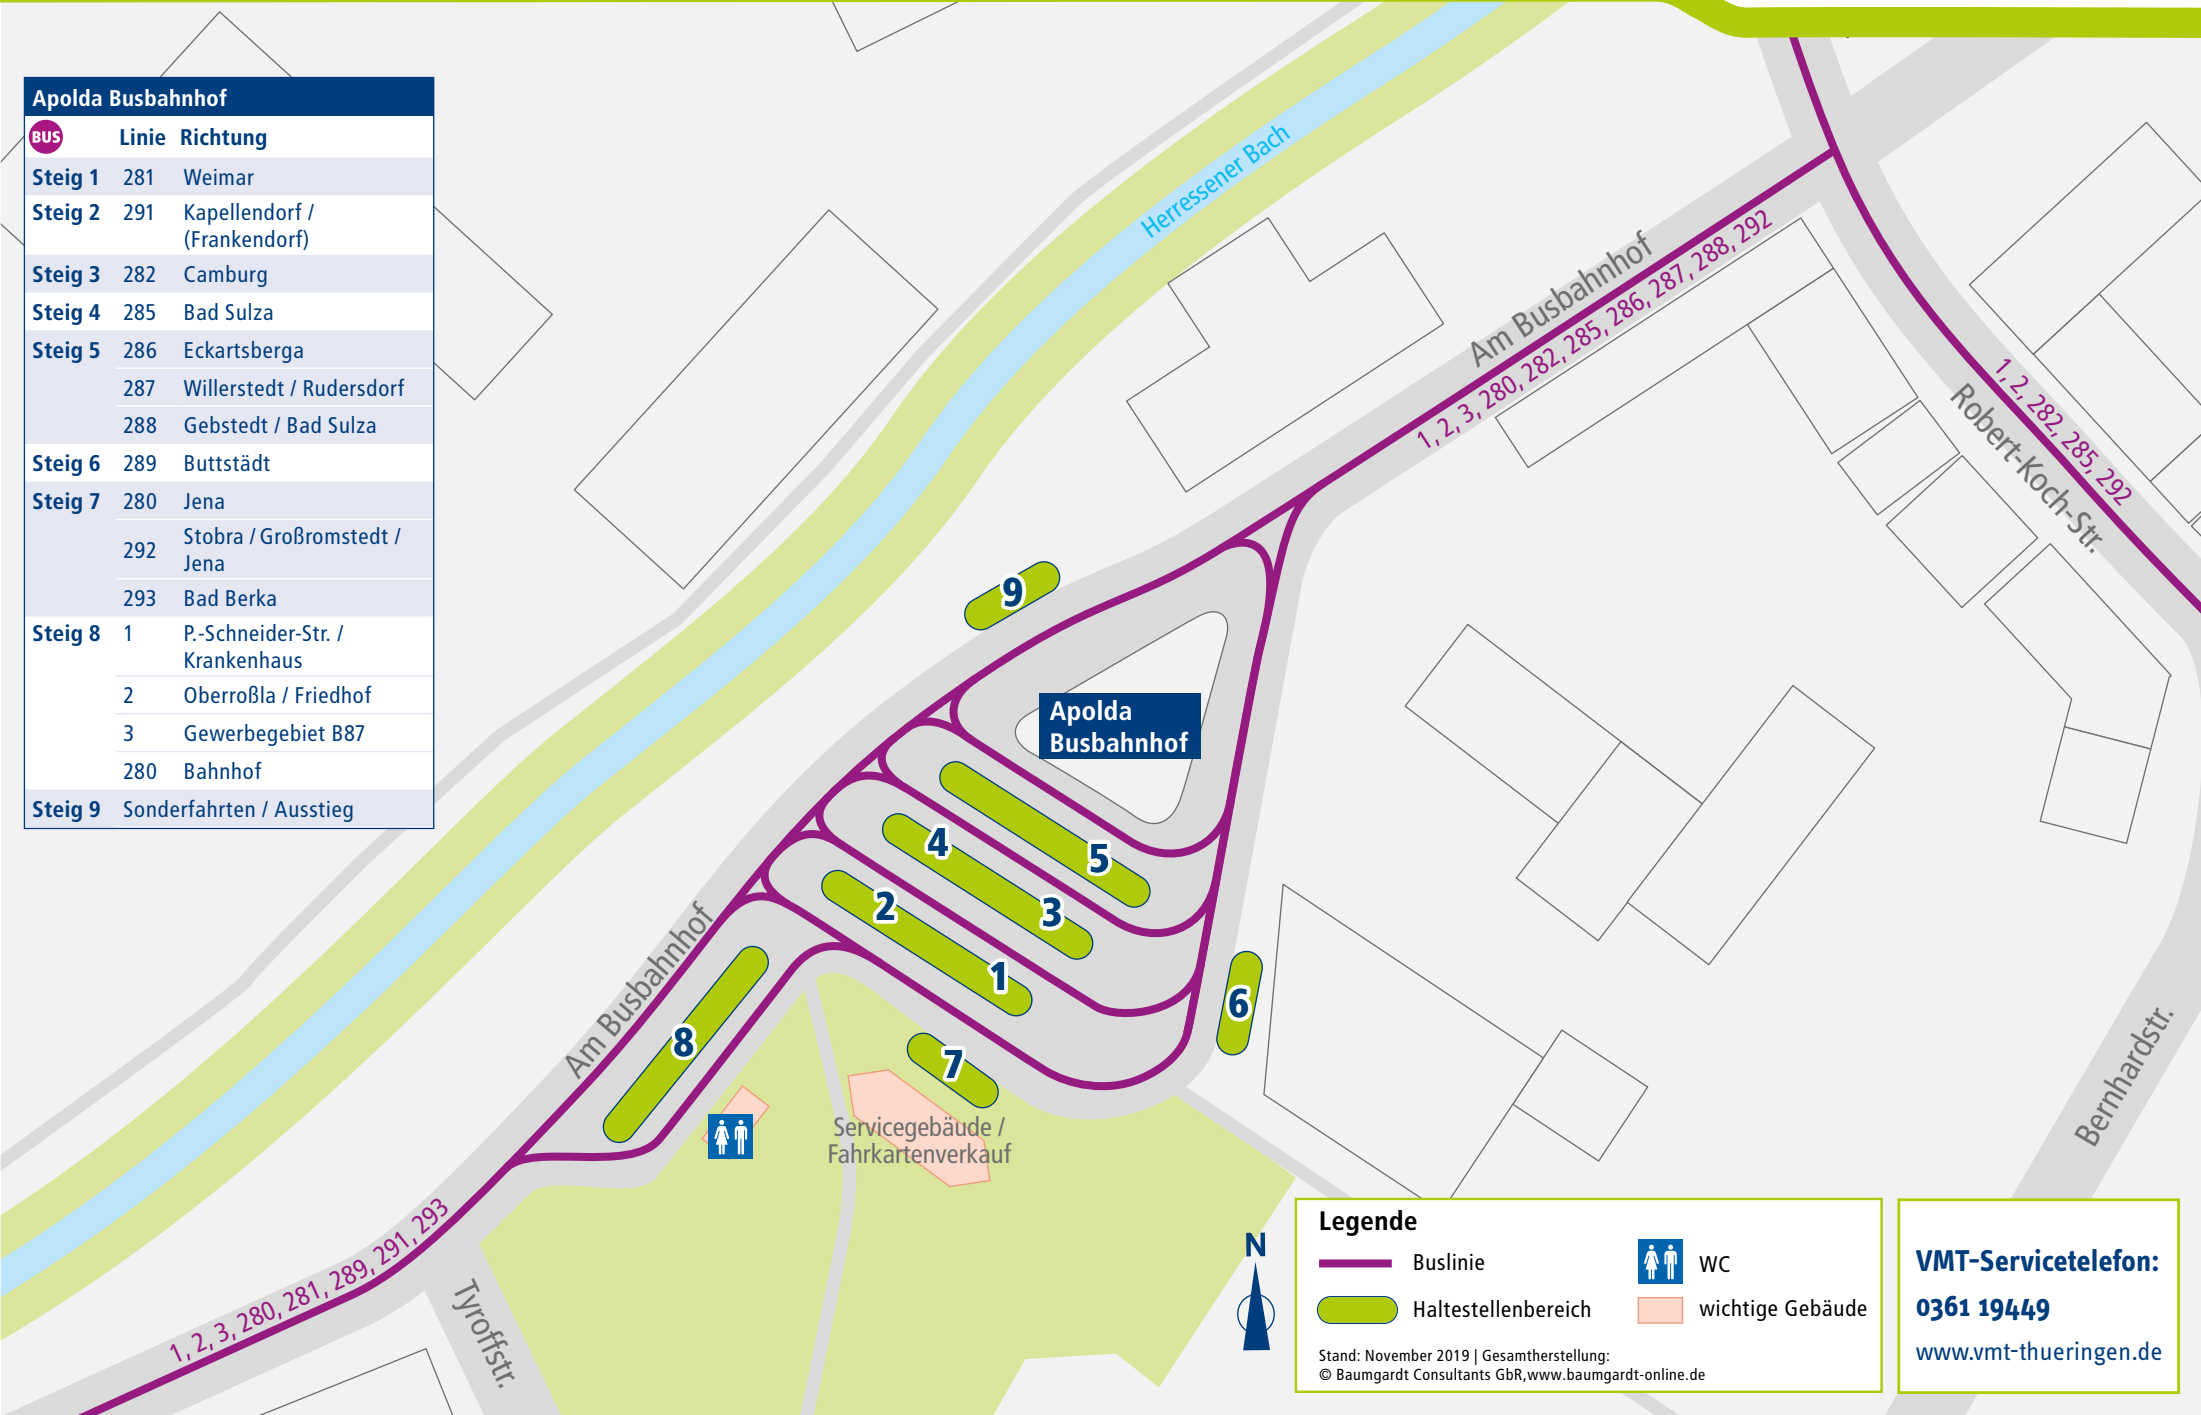 Apolda Busbahnhof
BUS Linie Richtung
Steig 1 281 Weimar
Steig 2 291 Kapellendorf /
(Frankendorf)
Steig 3 282 Camburg
Steig 4 285 Bad Sulza
Steig 5 286 Eckartsberga
287 Willerstedt / Rudersdorf
288 Gebstedt / Bad Sulza
Steig 6 289 Buttstädt
Steig 7 280 Jena
292 Stobra / Großromstedt /
Jena
293 Bad Berka
Steig 8 1 P.-Schneider-Str. /
Krankenhaus
2 Oberroßla / Friedhof
3 Gewerbegebiet B87
280 Bahnhof
Steig 9 Sonderfahrten / Ausstieg
Herressener Bach
Am Busbahnhof
1, 2, 3, 280, 282, 285, 286, 287, 288, 292
1, 2, 282, 285, 292
Robert-Koch-Str.
9
Apolda
Busbahnhof
5
4
3
2
1
6
8
7
Am Busbahnhof
Servicegebäude /
Fahrkartenverkauf
Bernhardstr.
1, 2, 3, 280, 281, 289, 291, 293
Tyroffstr.
N
Legende
Buslinie
WC
Haltestellenbereich
wichtige Gebäude
Stand: November 2019 | Gesamtherstellung:
© Baumgardt Consultants GbR,www.baumgardt-online.de
VMT-Servicetelefon:
0361 19449
www.vmt-thueringen.de